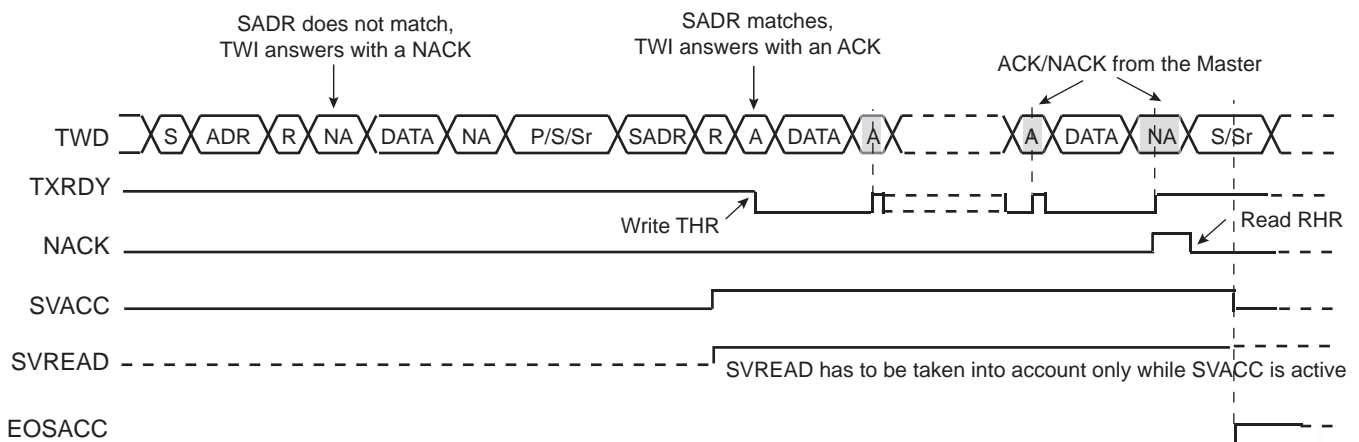 SADR does not match,
TWI answers with a NACK
SADR matches,
TWI answers with an ACK
ACK/NACK from the Master
TWD S ADR R NA DATA NA P/S/Sr SADR R A DATA A A DATA NA S/Sr
TXRDY
Write THR
Read RHR
NACK
SVACC
SVREAD
SVREAD has to be taken into account only while SVACC is active
EOSACC